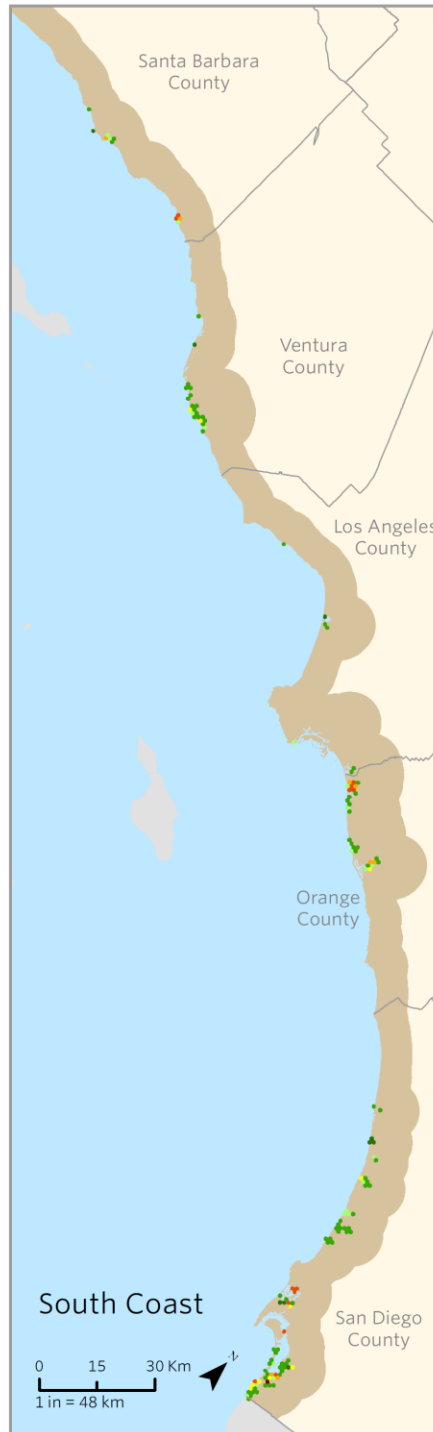 Santa Barbara
County
Ventura
County
Los Angeles
County
Orange
County
South Coast
San Diego
County
N
0 15 30 Km
1 in = 48 km